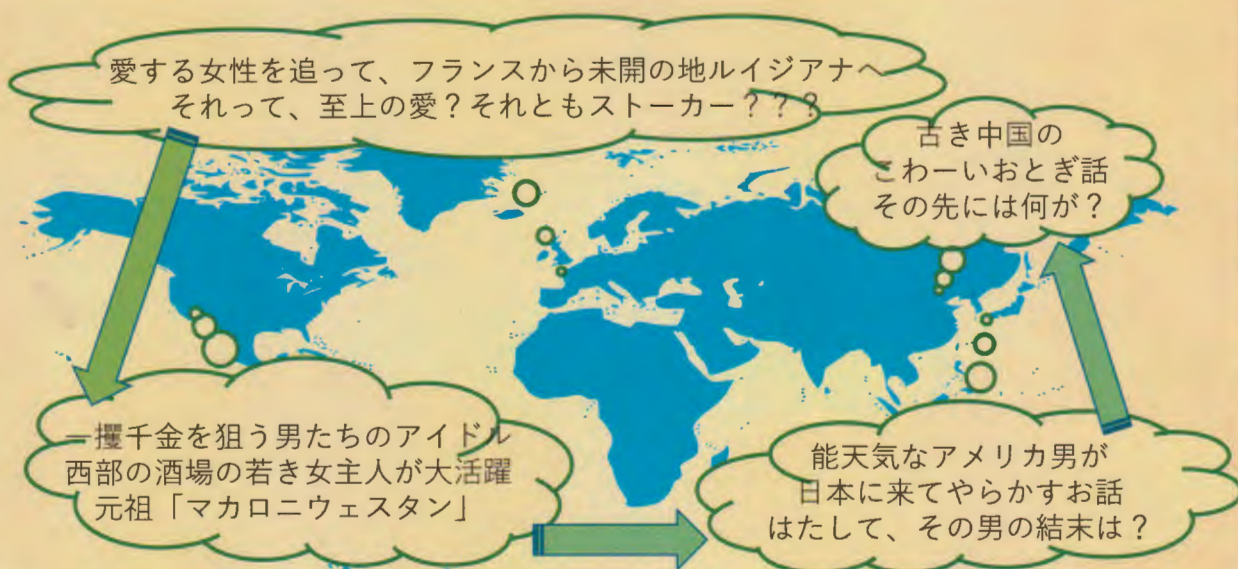 愛する女性を追って、フランスから未開の地ルイジアナへ
それって、至上の愛？それともストーカー？？？
一攫千金を狙う男たちのアイドル
西部の酒場の若き女主人が大活躍
元祖「マカロニウェスタン」
能天気なアメリカ男が
日本に来てやらかすお話
はたして、その男の結末は？
古き中国の
こわーいおとぎ話
その先には何が？